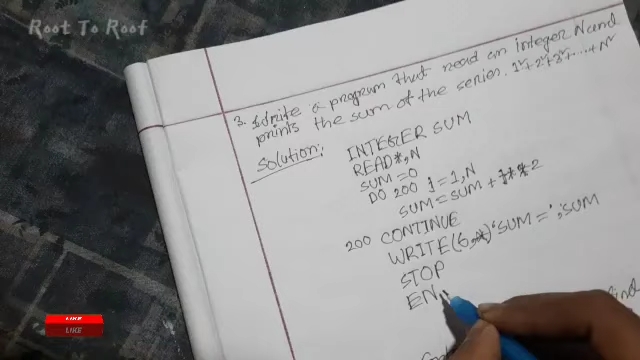 Root To Roof
3. Write a program that read an integer N and
prints the sum of the series. 1²+2²+3²+.....+N²
Solution:
INTEGER SUM
READ*,N
SUM=0
DO 200 I=1,N
SUM=SUM+I**2
200 CONTINUE
WRITE(6,*)'SUM=',SUM
STOP
EN
LIKE
LIKE